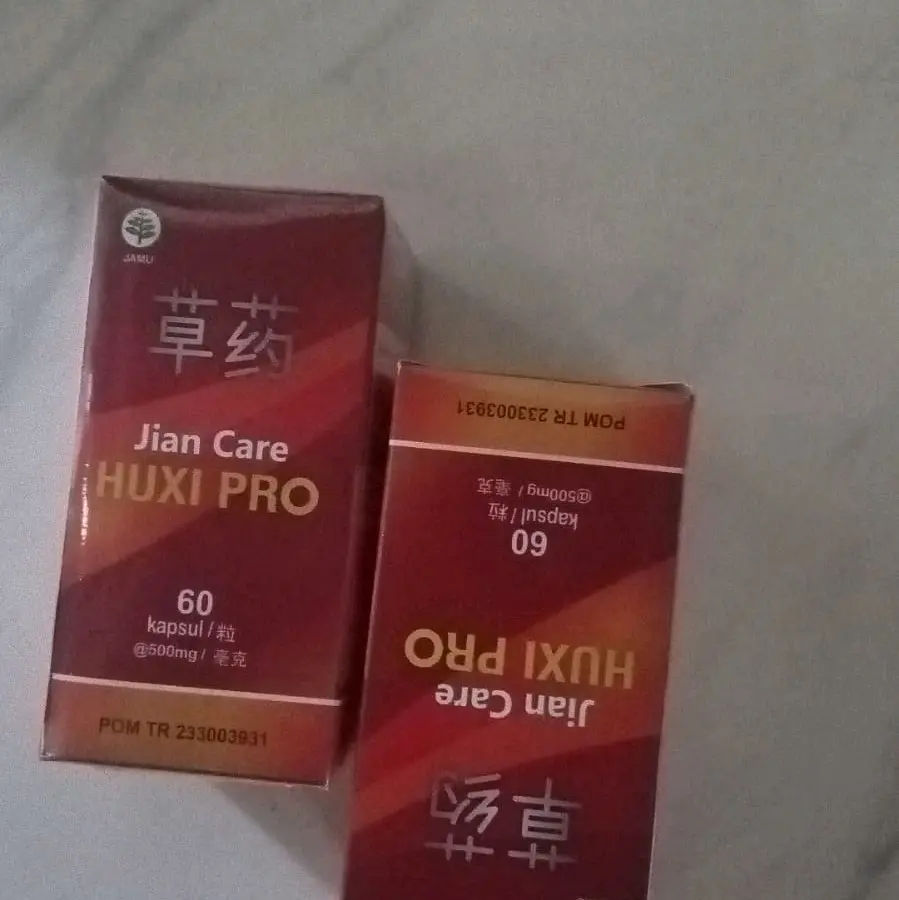 JAMU
草药
Jian Care
HUXI PRO
60
kapsul / 粒
@500mg / 毫克
POM TR 233003931
草药
Jian Care
HUXI PRO
60
kapsul / 粒
@500mg / 毫克
POM TR 233003931